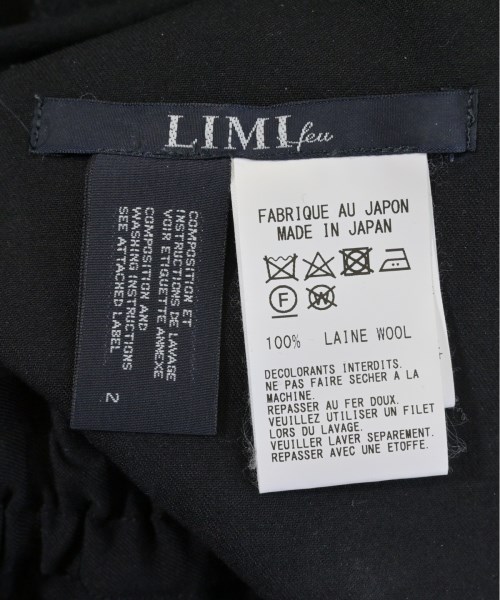 LIMI feu
COMPOSITION ET
INSTRUCTIONS DE LAVAGE
VOIR ETIQUETTE ANNEXE
COMPOSITION AND
WASHING INSTRUCTIONS
SEE ATTACHED LABEL
2
FABRIQUE AU JAPON
MADE IN JAPAN
F
W
100% LAINE WOOL
DECOLORANTS INTERDITS.
NE PAS FAIRE SECHER A LA
MACHINE.
REPASSER AU FER DOUX.
VEUILLEZ UTILISER UN FILET
LORS DU LAVAGE.
VEUILLER LAVER SEPAREMENT.
REPASSER AVEC UNE ETOFFE.